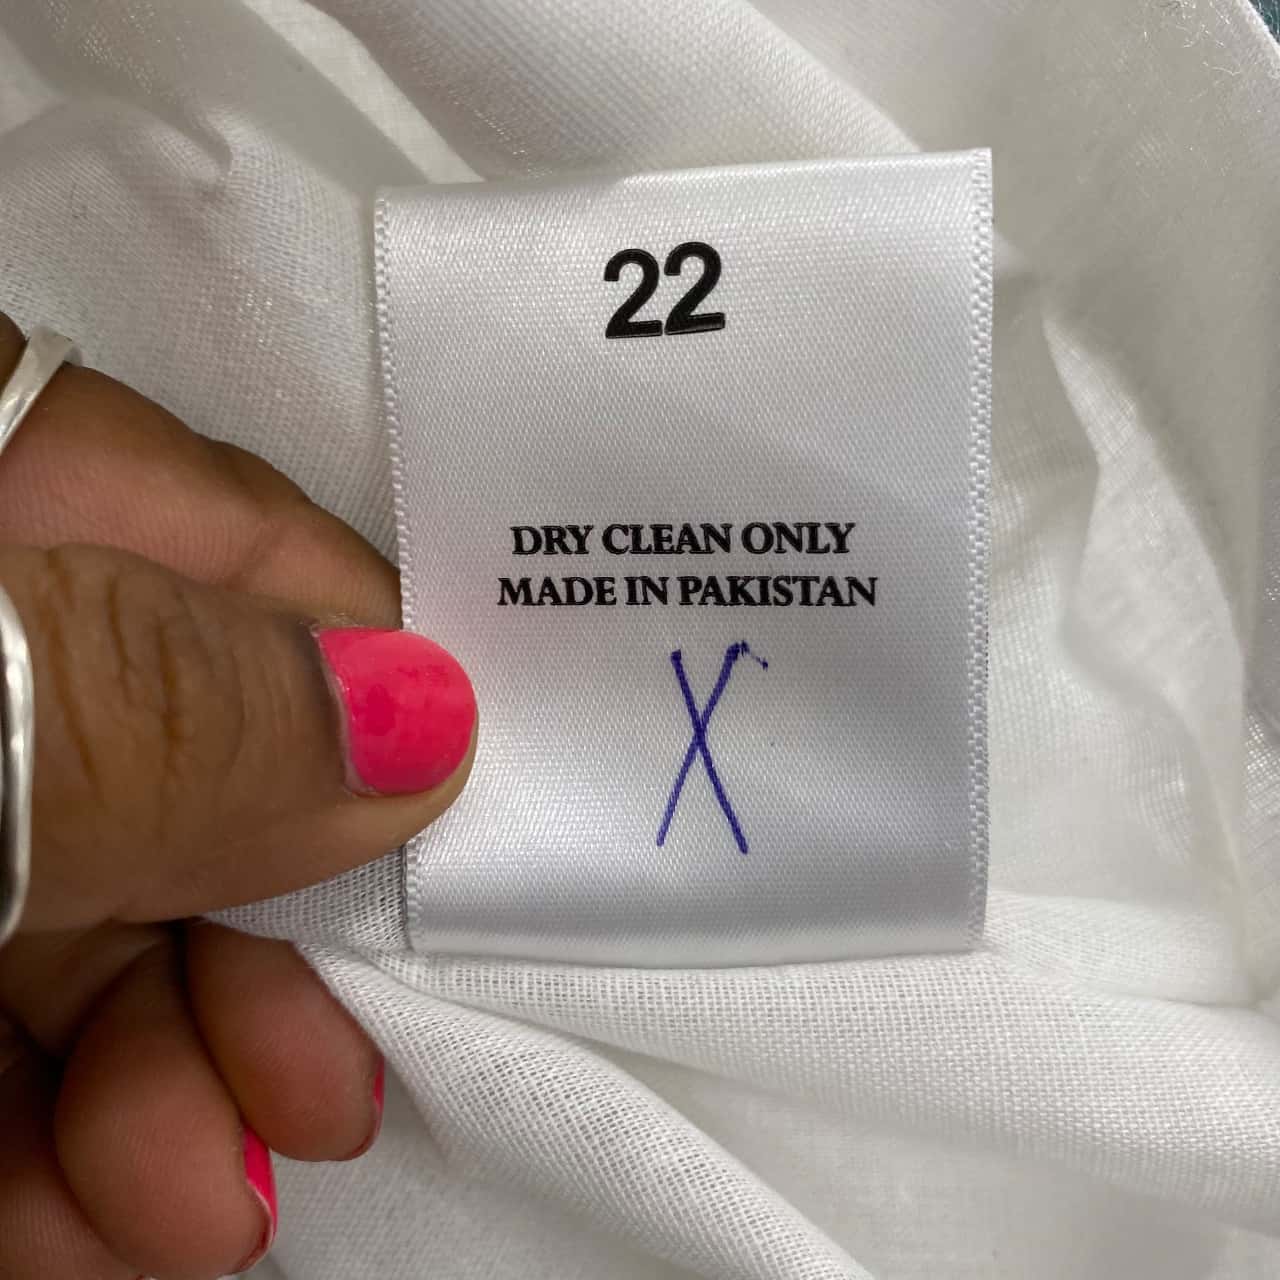 22
DRY CLEAN ONLY
MADE IN PAKISTAN
X